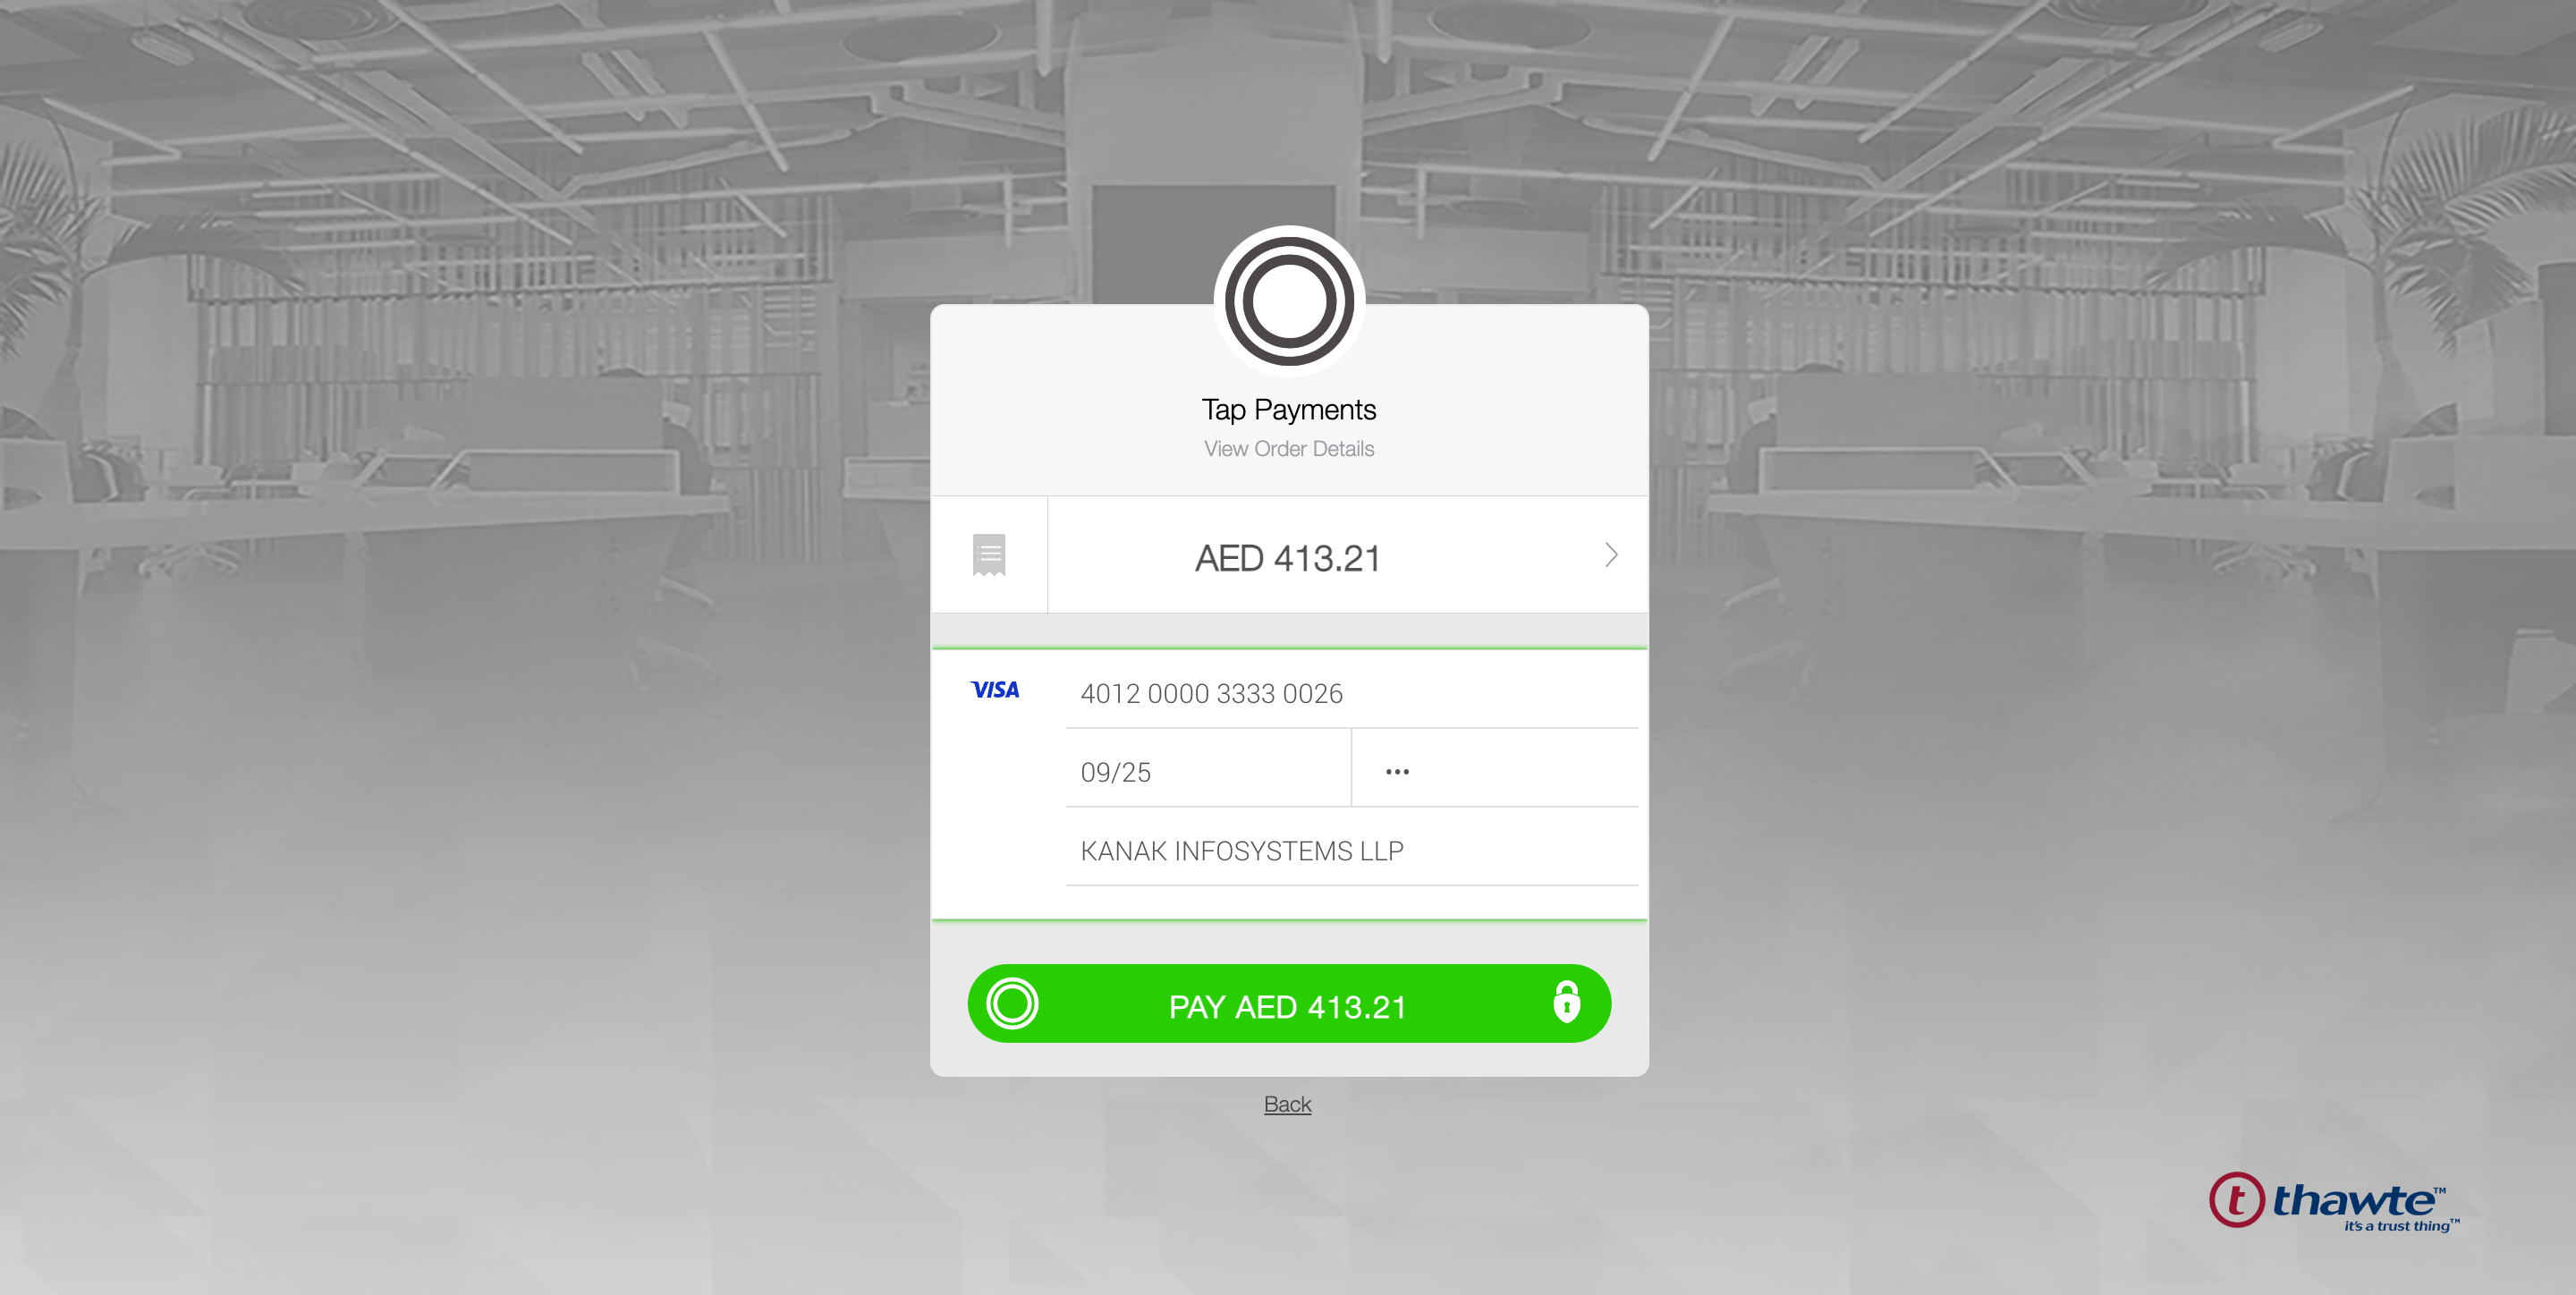 Tap Payments
View Order Details
AED 413.21
VISA
4012 0000 3333 0026
09/25
•••
KANAK INFOSYSTEMS LLP
PAY AED 413.21
Back
t thawte™
it's a trust thing™